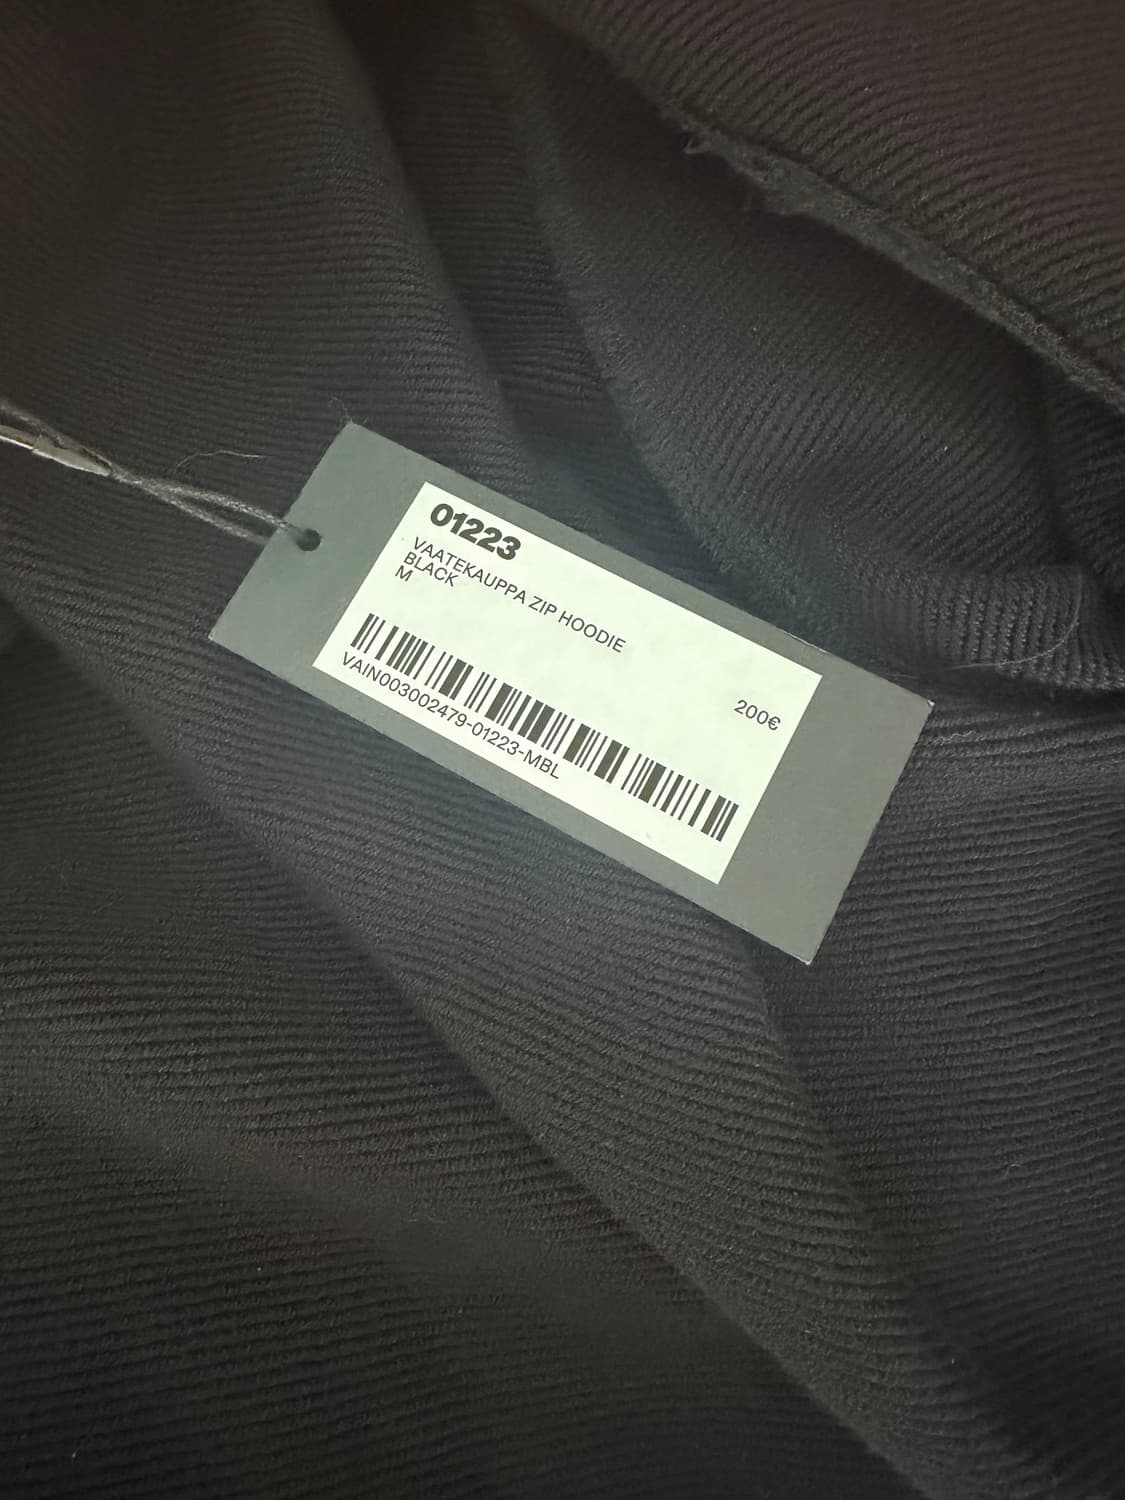 01223
VAATEKAUPPA ZIP HOODIE
BLACK
M
200€
VAIN003002479-01223-MBL